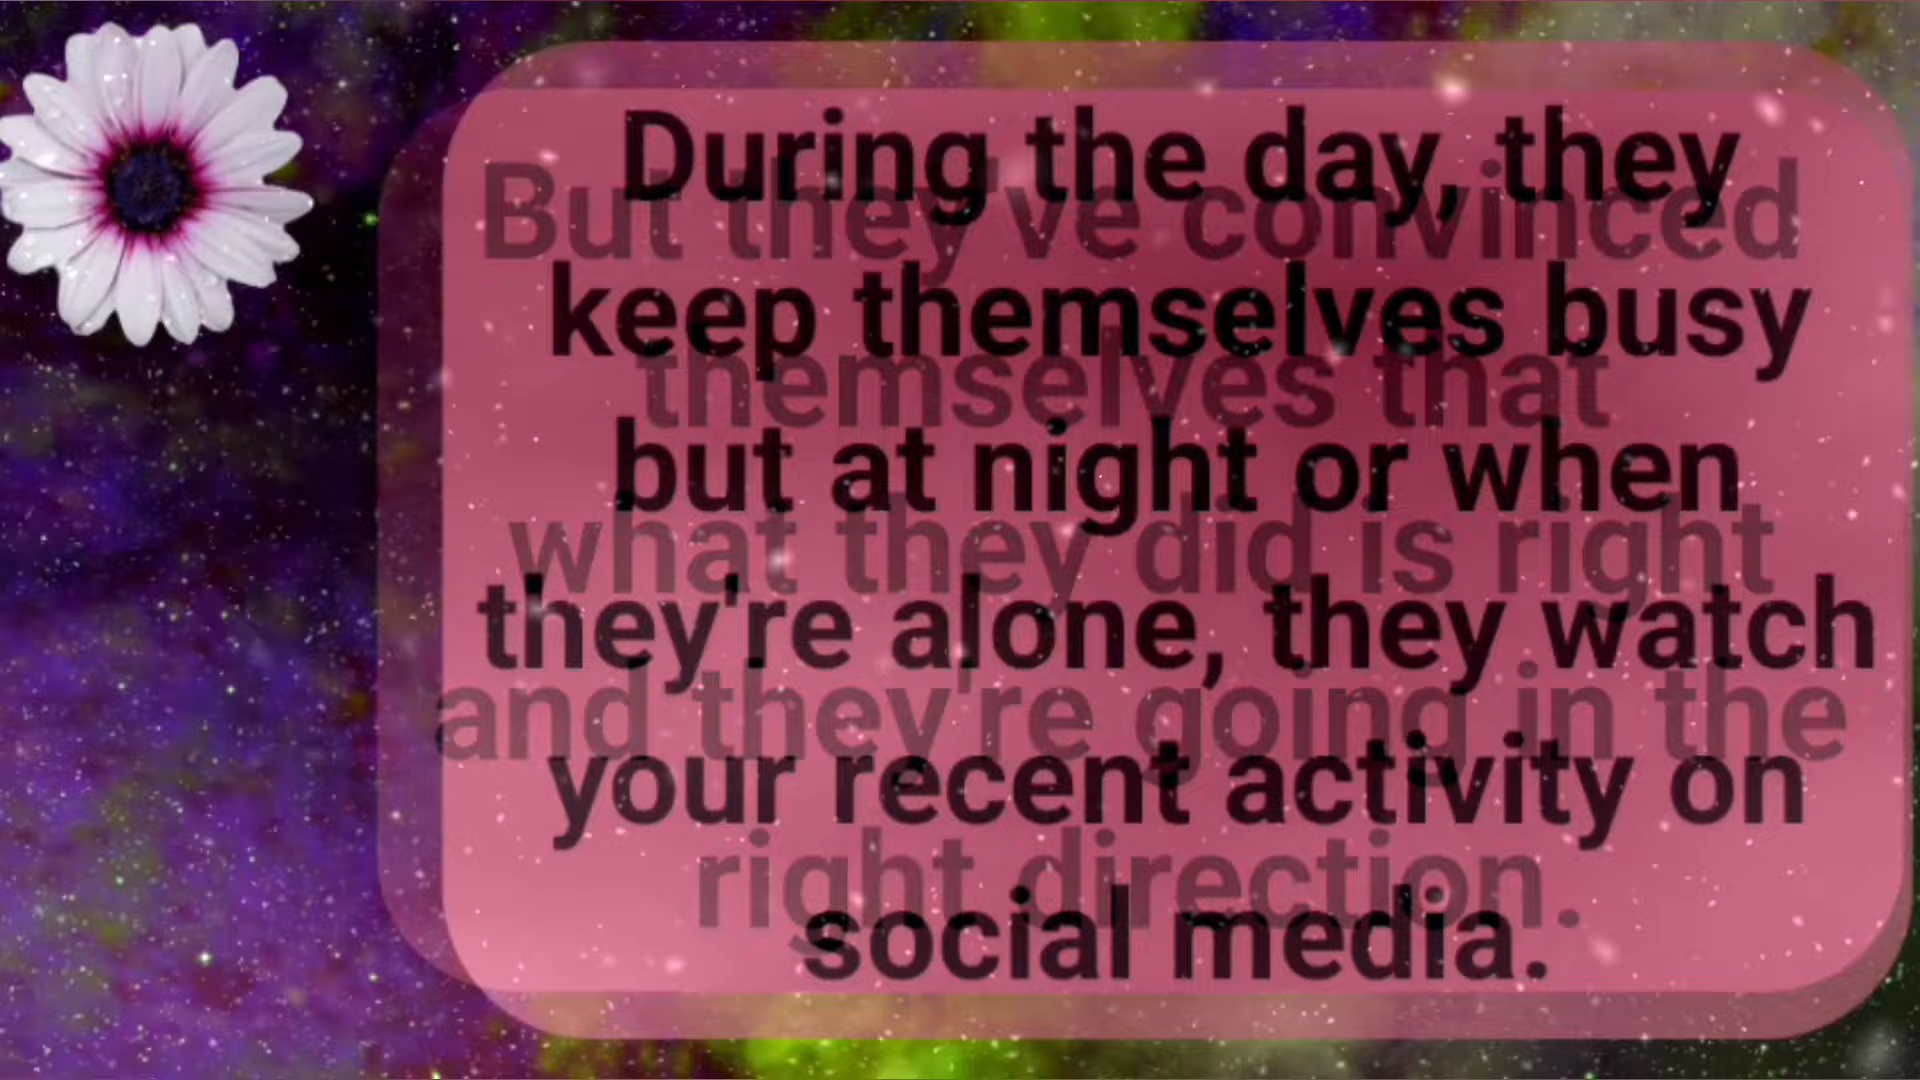 During the day, they
keep themselves busy
but at night or when
they're alone, they watch
your recent activity on
social media.
But they've convinced
themselves that
what they did is right
and they're going in the
right direction.